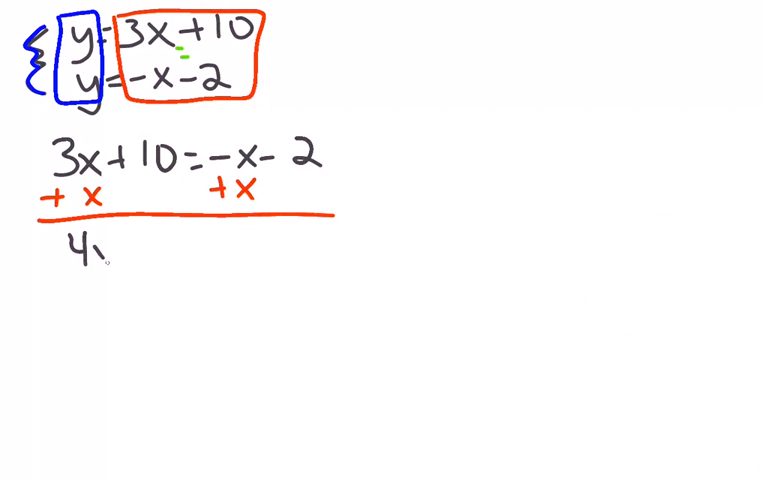 y=3x+10
y=-x-2
3x+10=-x-2
+x +x
4